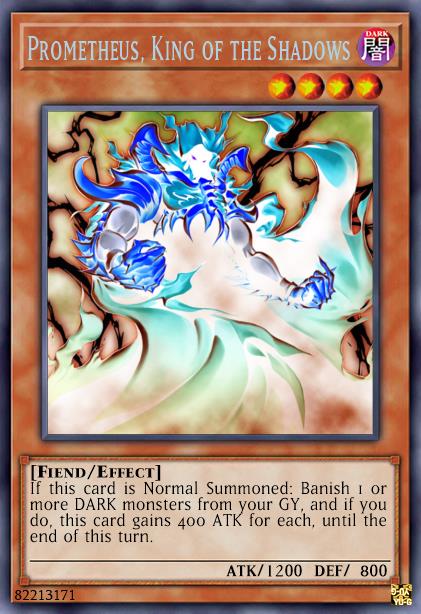 Prometheus, King of the Shadows
DARK
闇
[Fiend/Effect]
If this card is Normal Summoned: Banish 1 or
more DARK monsters from your GY, and if you
do, this card gains 400 ATK for each, until the
end of this turn.
ATK/1200 DEF/ 800
82213171